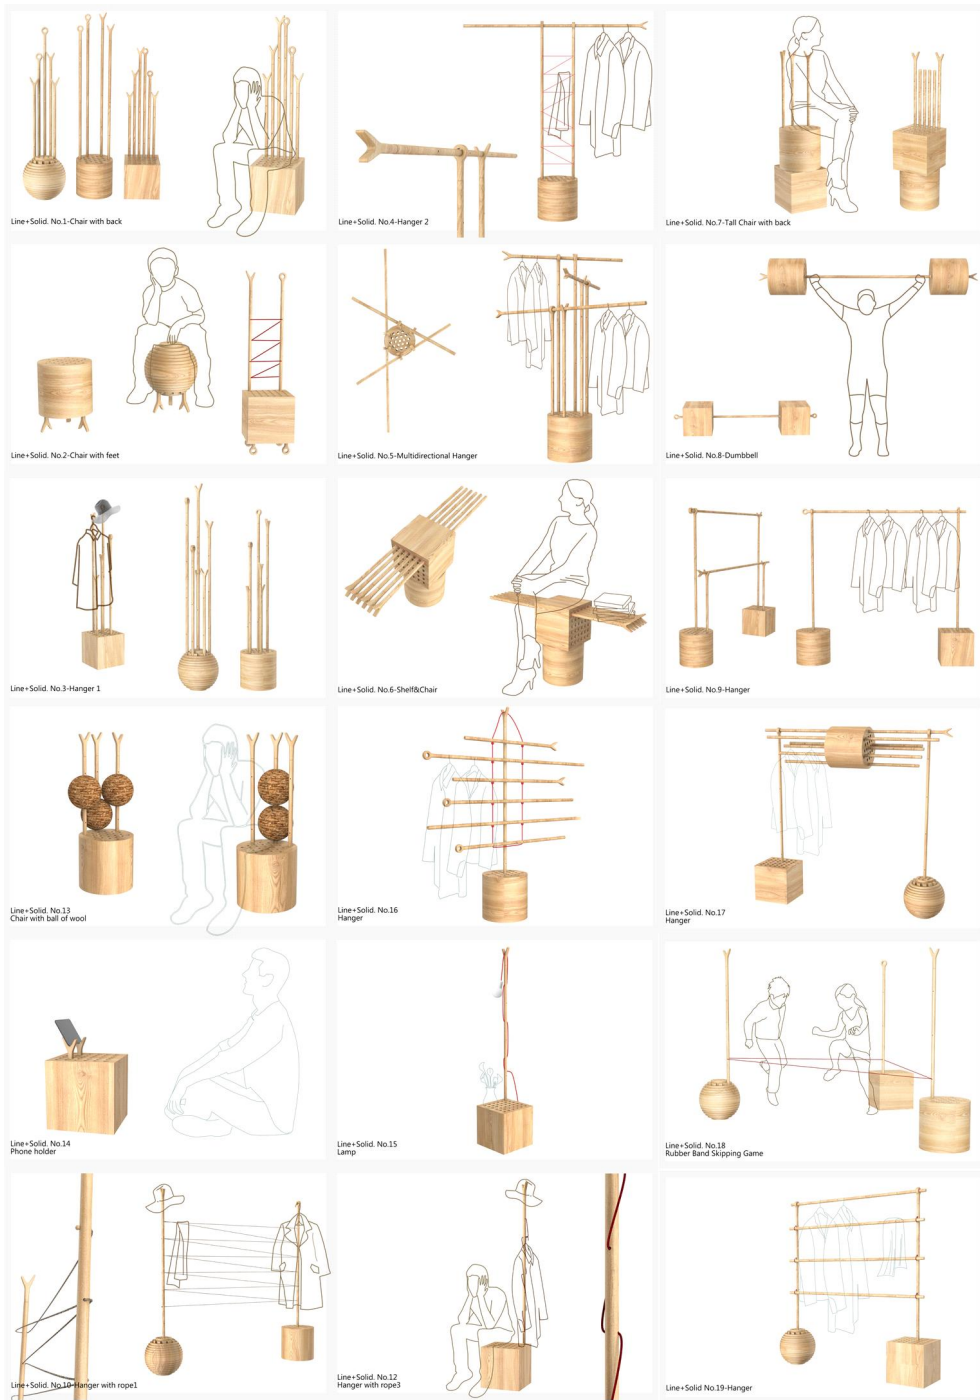 Line+Solid. No.1-Chair with back
Line+Solid. No.4-Hanger 2
Line+Solid. No.7-Tall Chair with back
Line+Solid. No.2-Chair with feet
Line+Solid. No.5-Multidirectional Hanger
Line+Solid. No.8-Dumbbell
Line+Solid. No.3-Hanger 1
Line+Solid. No.6-Shelf&Chair
Line+Solid. No.9-Hanger
Line+Solid. No.13
Chair with ball of wool
Line+Solid. No.16
Hanger
Line+Solid. No.17
Hanger
Line+Solid. No.14
Phone holder
Line+Solid. No.15
Lamp
Line+Solid. No.18
Rubber Band Skipping Game
Line+Solid. No.10-Hanger with rope1
Line+Solid. No.12
Hanger with rope3
Line+Solid No.19-Hanger